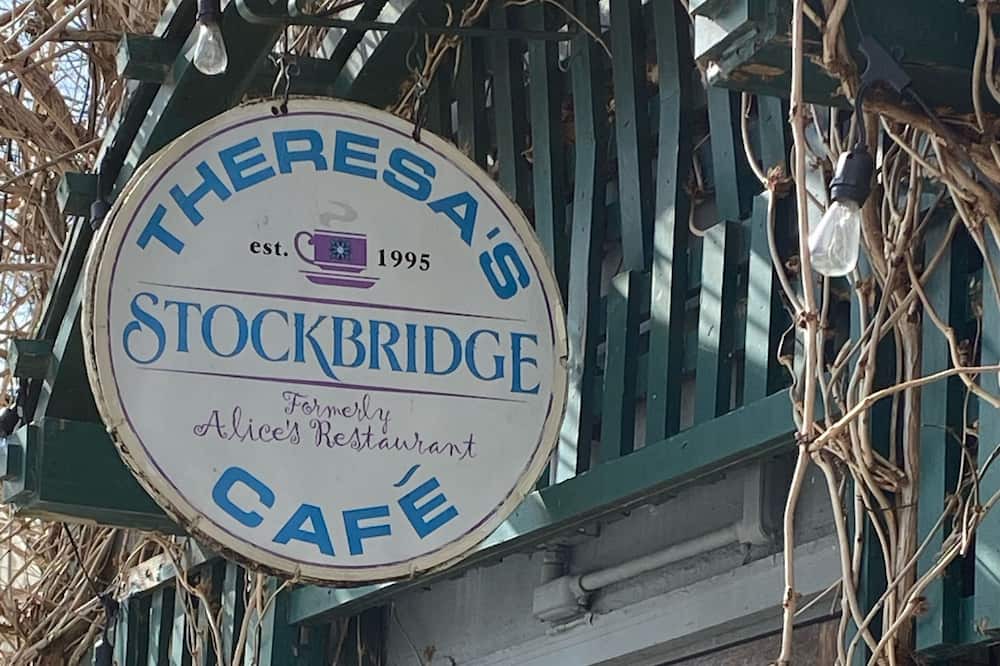 THERESA'S
est. 1995
STOCKBRIDGE
Formerly
Alice's Restaurant
CAFÉ